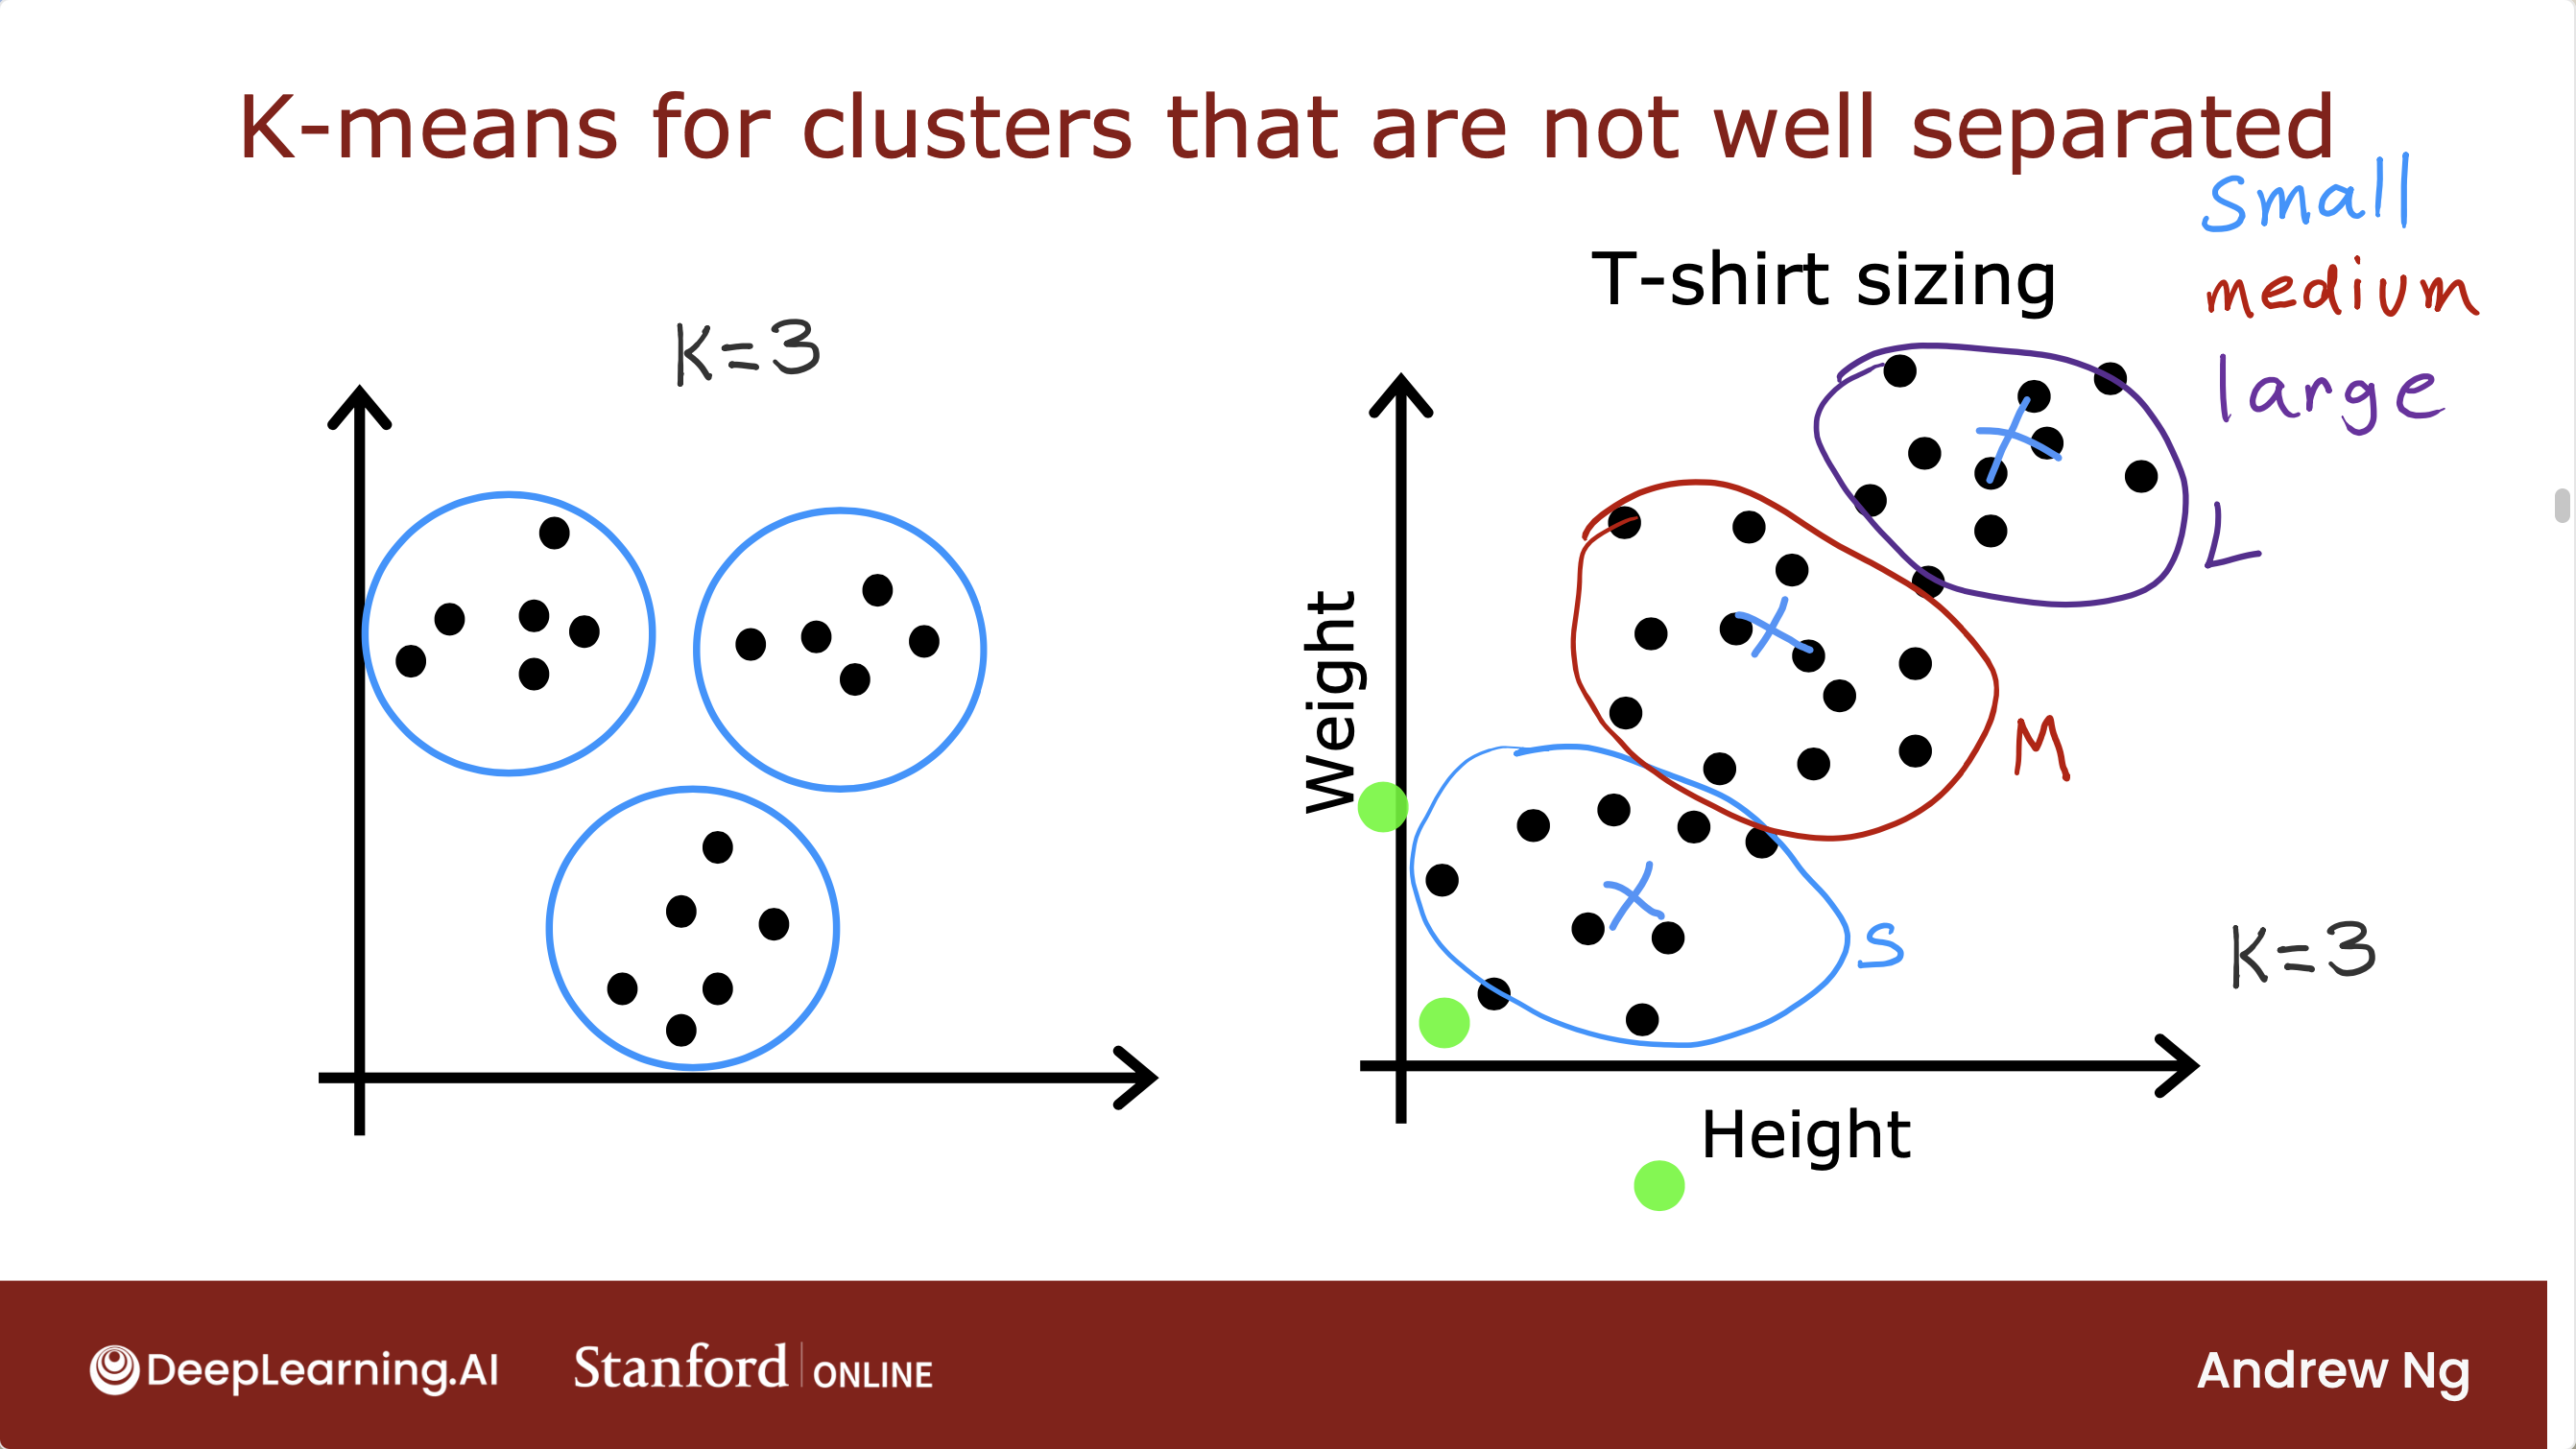 K-means for clusters that are not well separated
K=3
T-shirt sizing
small
medium
large
L
M
S
Weight
Height
K=3
DeepLearning.AI
Stanford ONLINE
Andrew Ng